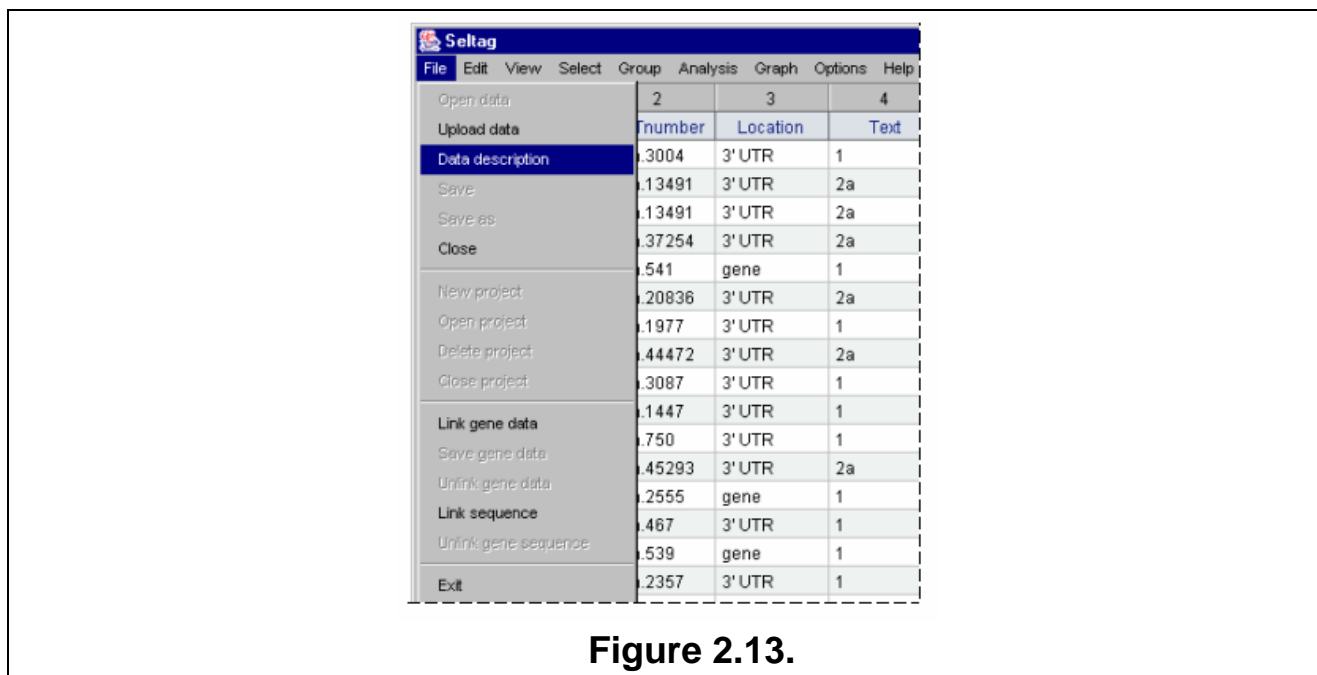 Seltag
File Edit View Select Group Analysis Graph Options Help
Open data 2 3 4
Upload data Tnumber Location Text
Data description .3004 3' UTR 1
Save .13491 3' UTR 2a
Save as .13491 3' UTR 2a
Close .37254 3' UTR 2a
.541 gene 1
New project .20836 3' UTR 2a
Open project .1977 3' UTR 1
Delete project .44472 3' UTR 2a
Close project .3087 3' UTR 1
.1447 3' UTR 1
Link gene data .750 3' UTR 1
Save gene data .45293 3' UTR 2a
Unlink gene data .2555 gene 1
Link sequence .467 3' UTR 1
Unlink gene sequence .539 gene 1
Exit .2357 3' UTR 1
Figure 2.13.